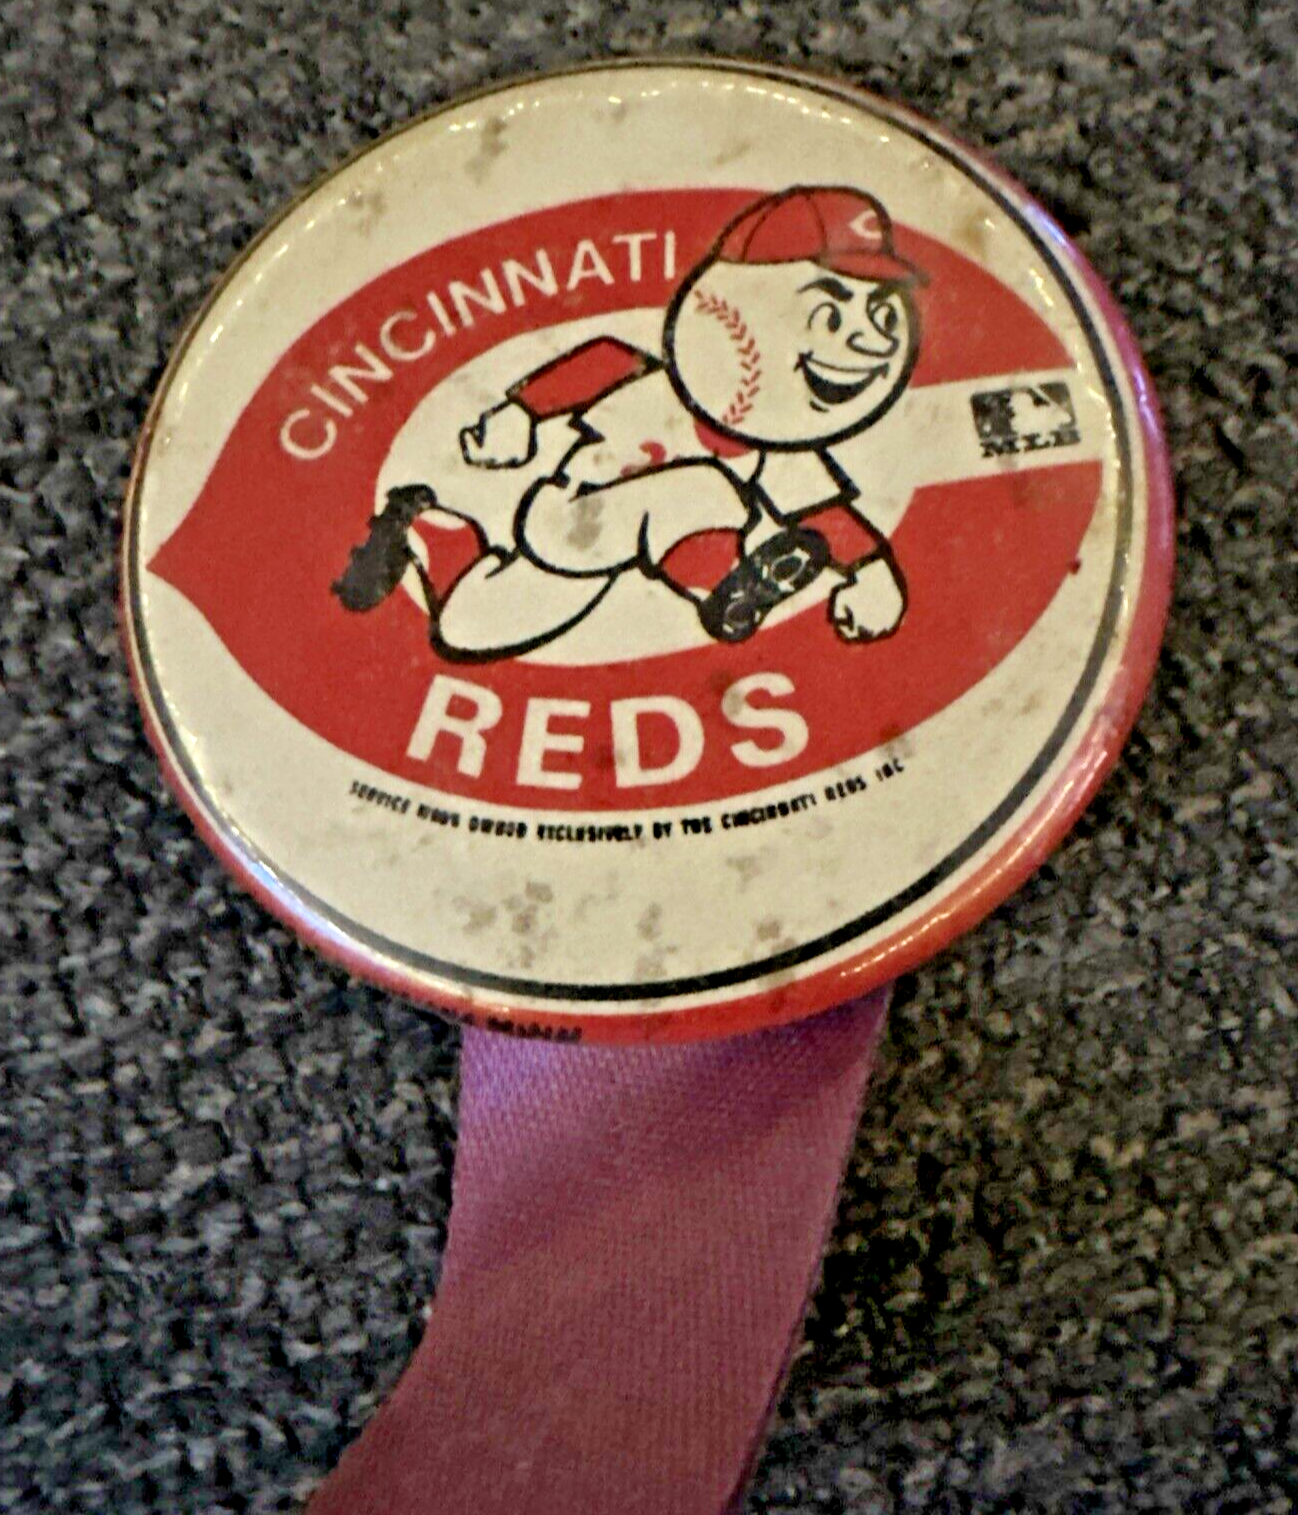 CINCINNATI
C
MLB
REDS
SERVICE MARK OWNED EXCLUSIVELY BY THE CINCINNATI REDS INC